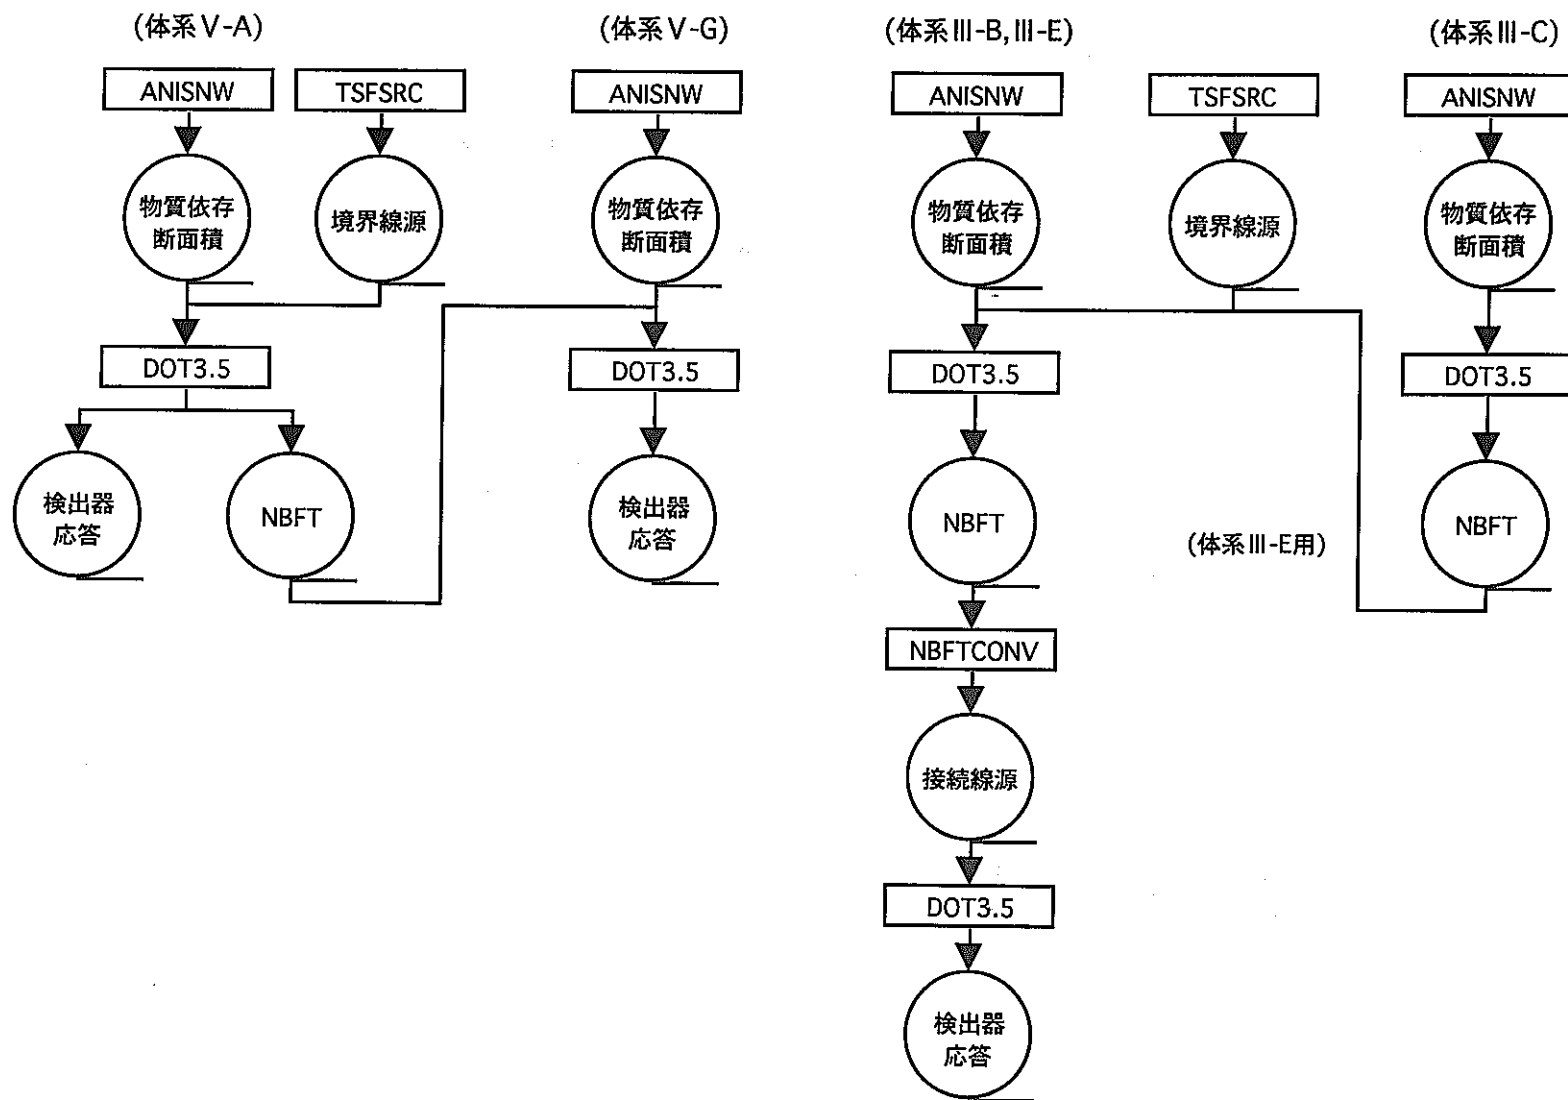 (体系Ⅴ-A)
(体系Ⅴ-G)
(体系Ⅲ-B,Ⅲ-E)
(体系Ⅲ-C)
ANISNW
TSFSRC
ANISNW
ANISNW
TSFSRC
ANISNW
物質依存
断面積
境界線源
物質依存
断面積
物質依存
断面積
境界線源
物質依存
断面積
DOT3.5
DOT3.5
DOT3.5
DOT3.5
検出器
応答
NBFT
検出器
応答
NBFT
(体系Ⅲ-E用)
NBFT
NBFTCONV
接続線源
DOT3.5
検出器
応答